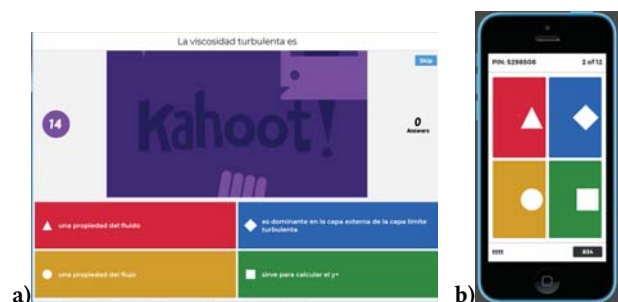 La viscosidad turbulenta es
Skip
14
Kahoot!
0
Answers
una propiedad del fluido
es dominante en la capa externa de la capa límite
turbulenta
una propiedad del flujo
sirve para calcular el y+
a)
PIN: 5298508
2 of 12
834
b)